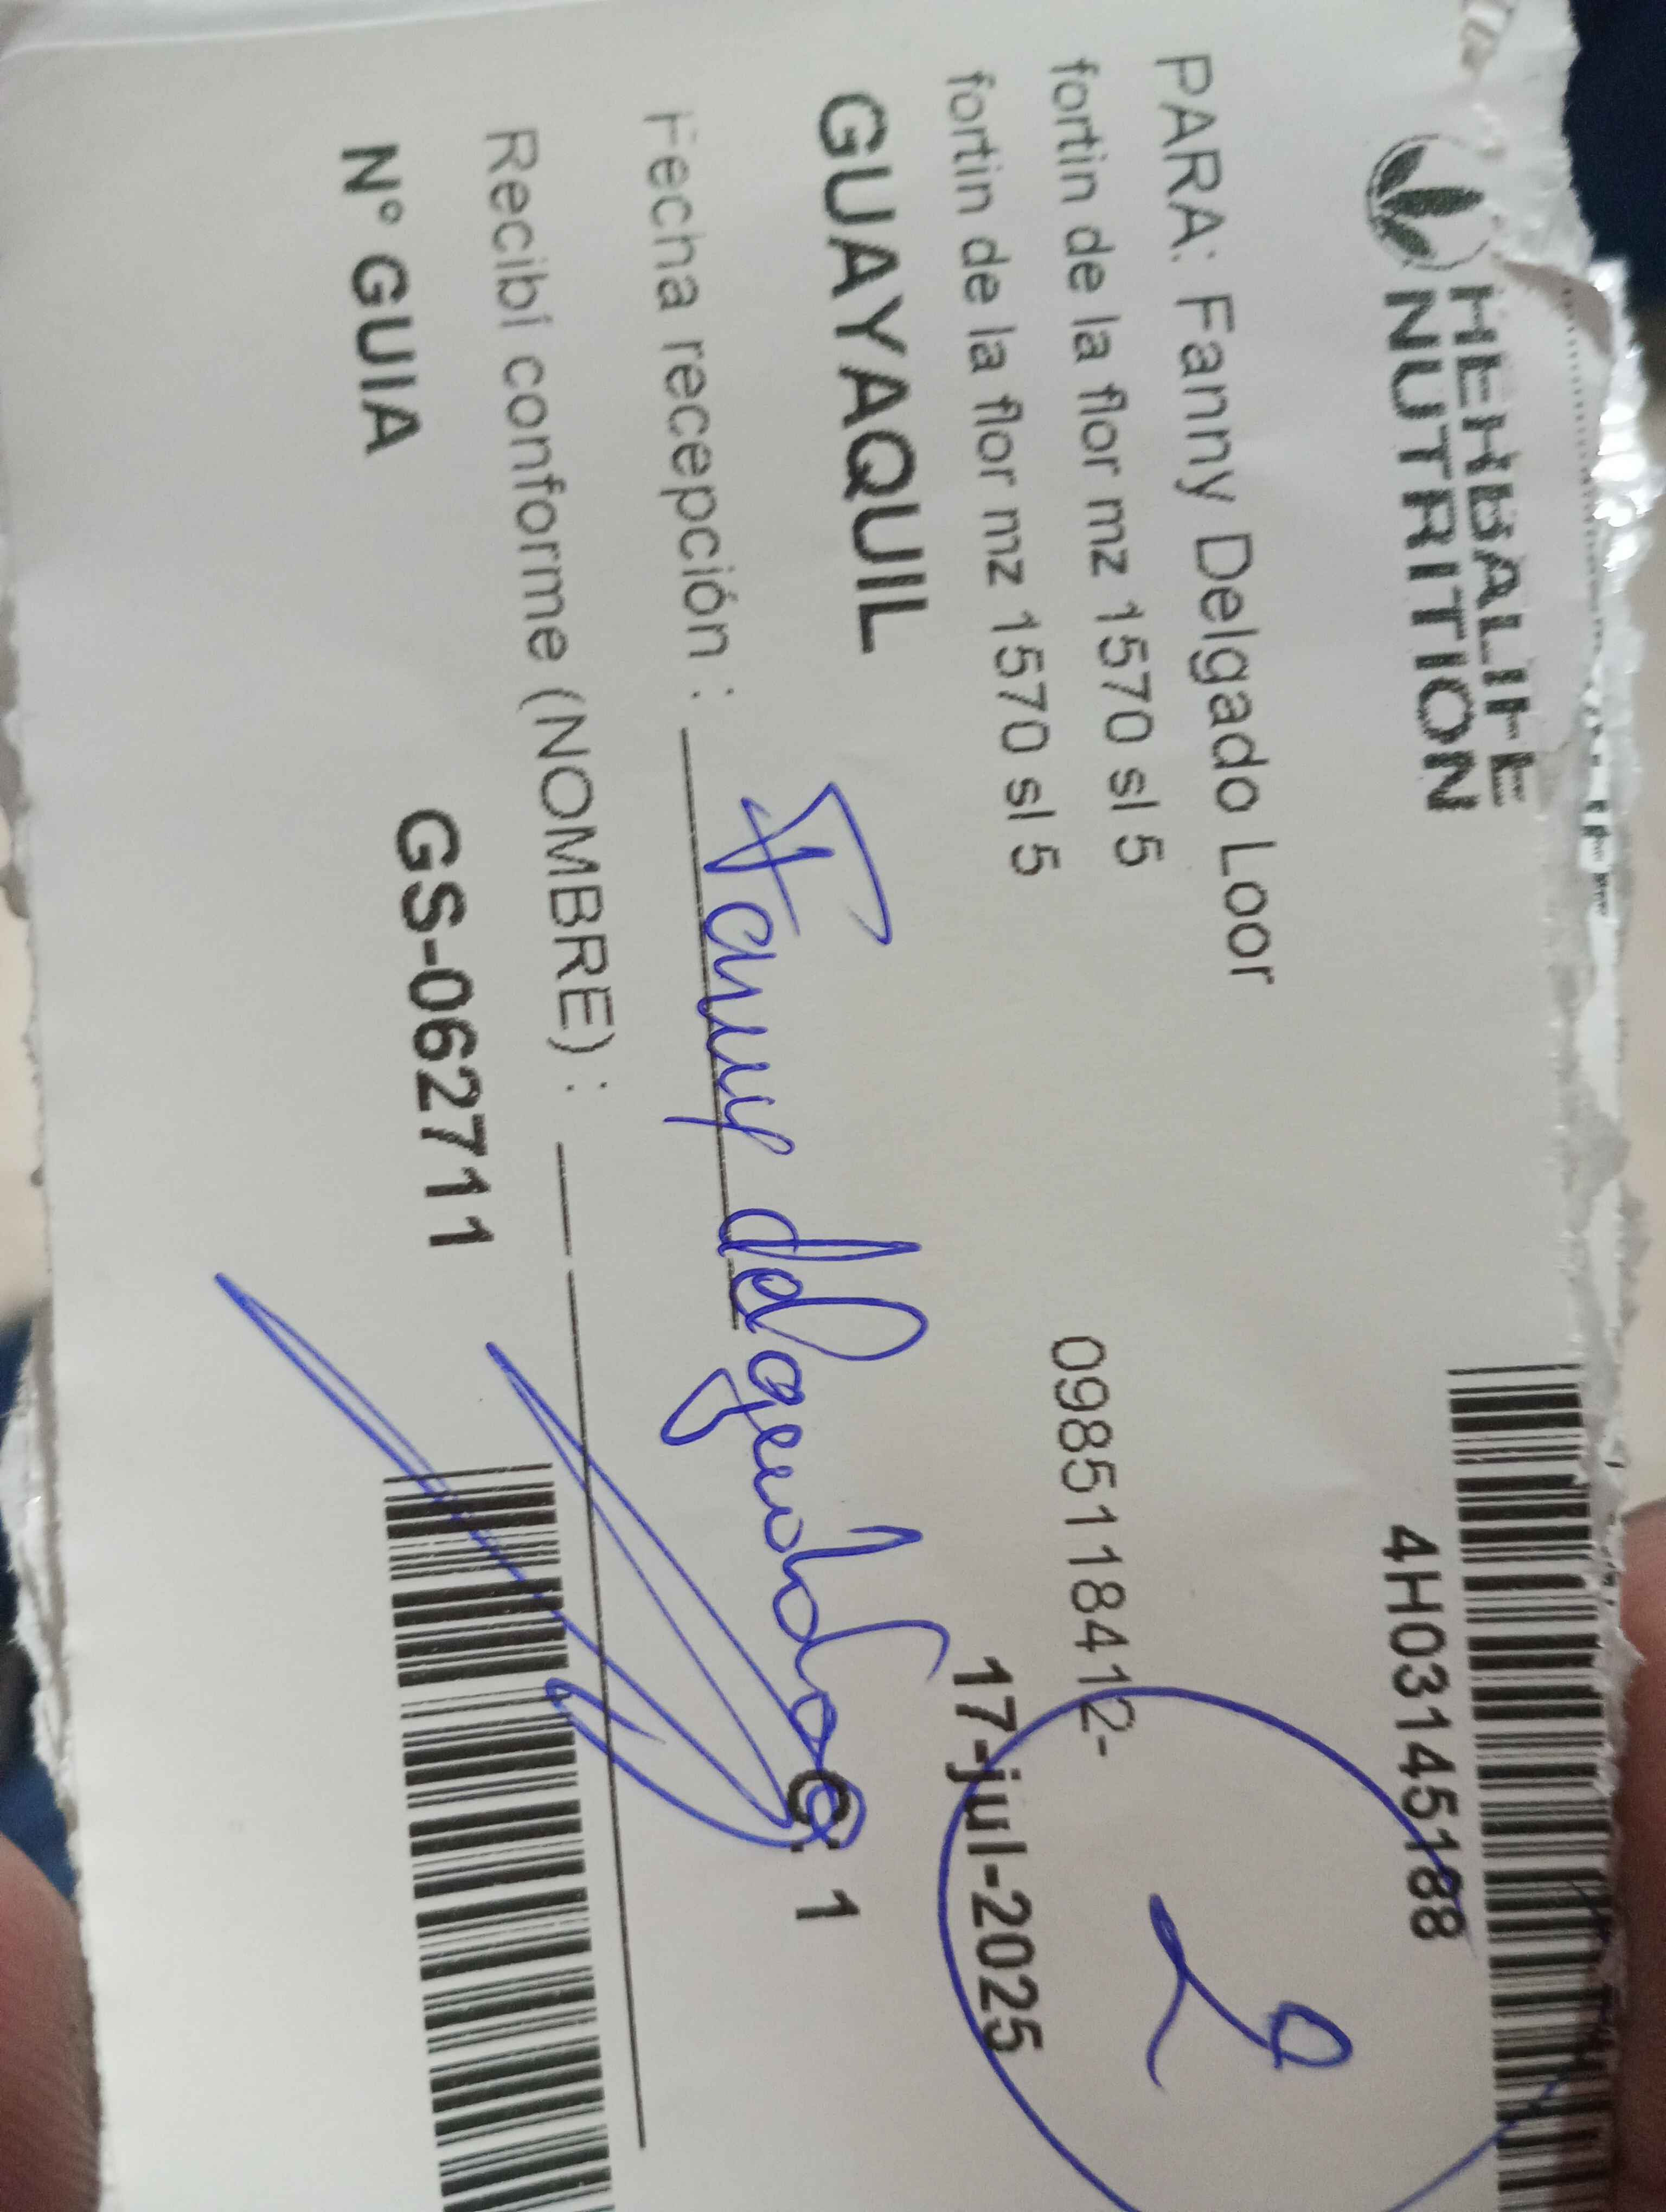 HERBALIFE
NUTRITION
4H03145188
PARA: Fanny Delgado Loor
fortin de la flor mz 1570 sl 5 0985118412-
fortin de la flor mz 1570 sl 5 17-jul-2025
2
GUAYAQUIL C: 1
Fecha recepción : Fanny delgado
Recibí conforme (NOMBRE) :
N° GUIA GS-062711